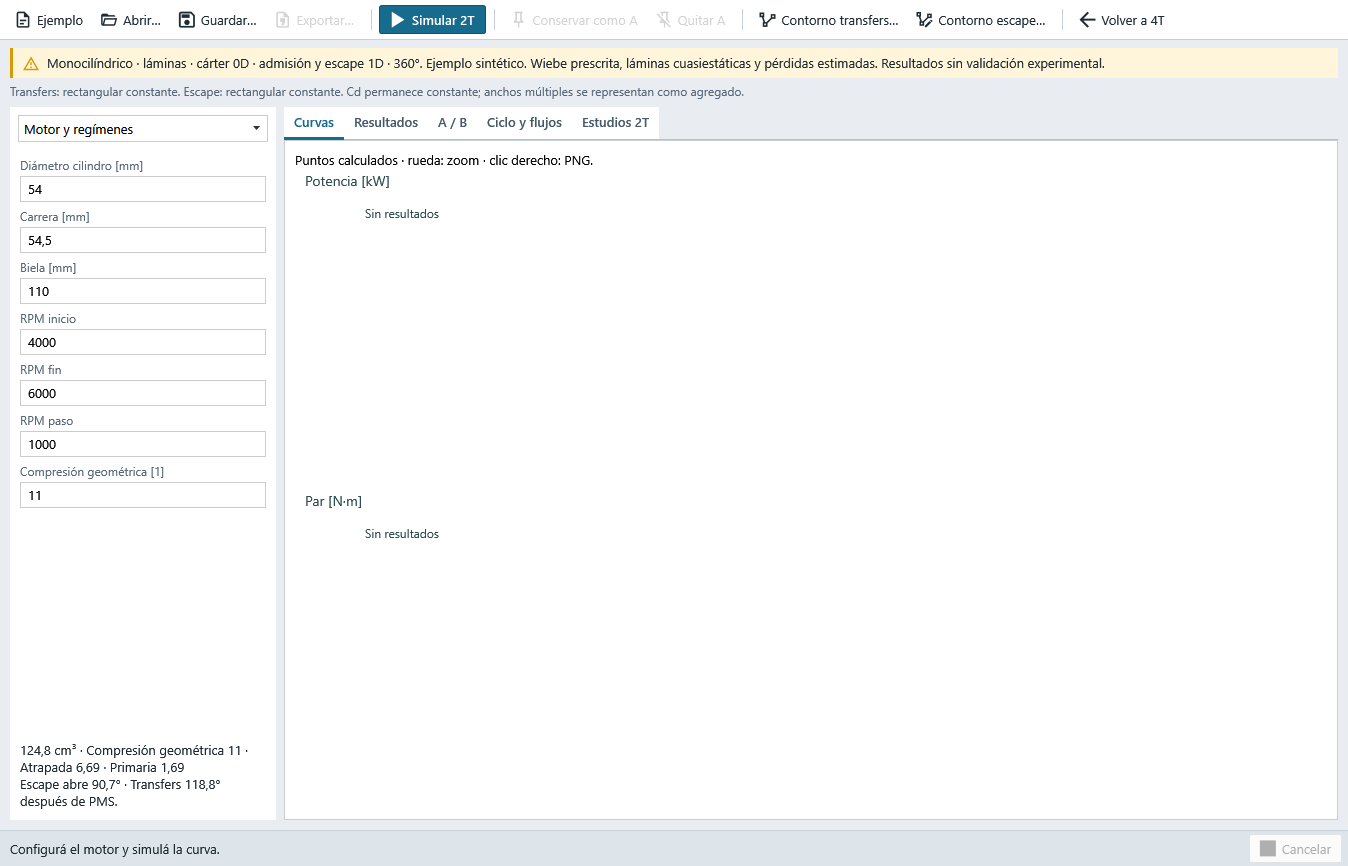 Ejemplo Abrir... Guardar... Exportar... Simular 2T Conservar como A Quitar A Contorno transfers... Contorno escape... Volver a 4T
Monocilíndrico · láminas · cárter 0D · admisión y escape 1D · 360°. Ejemplo sintético. Wiebe prescrita, láminas cuasiestáticas y pérdidas estimadas. Resultados sin validación experimental.
Transfers: rectangular constante. Escape: rectangular constante. Cd permanece constante; anchos múltiples se representan como agregado.
Motor y regímenes
Diámetro cilindro [mm]
54
Carrera [mm]
54,5
Biela [mm]
110
RPM inicio
4000
RPM fin
6000
RPM paso
1000
Compresión geométrica [1]
11
124,8 cm³ · Compresión geométrica 11 ·
Atrapada 6,69 · Primaria 1,69
Escape abre 90,7° · Transfers 118,8°
después de PMS.
Curvas Resultados A / B Ciclo y flujos Estudios 2T
Puntos calculados · rueda: zoom · clic derecho: PNG.
Potencia [kW]
Sin resultados
Par [N·m]
Sin resultados
Configurá el motor y simulá la curva.
Cancelar